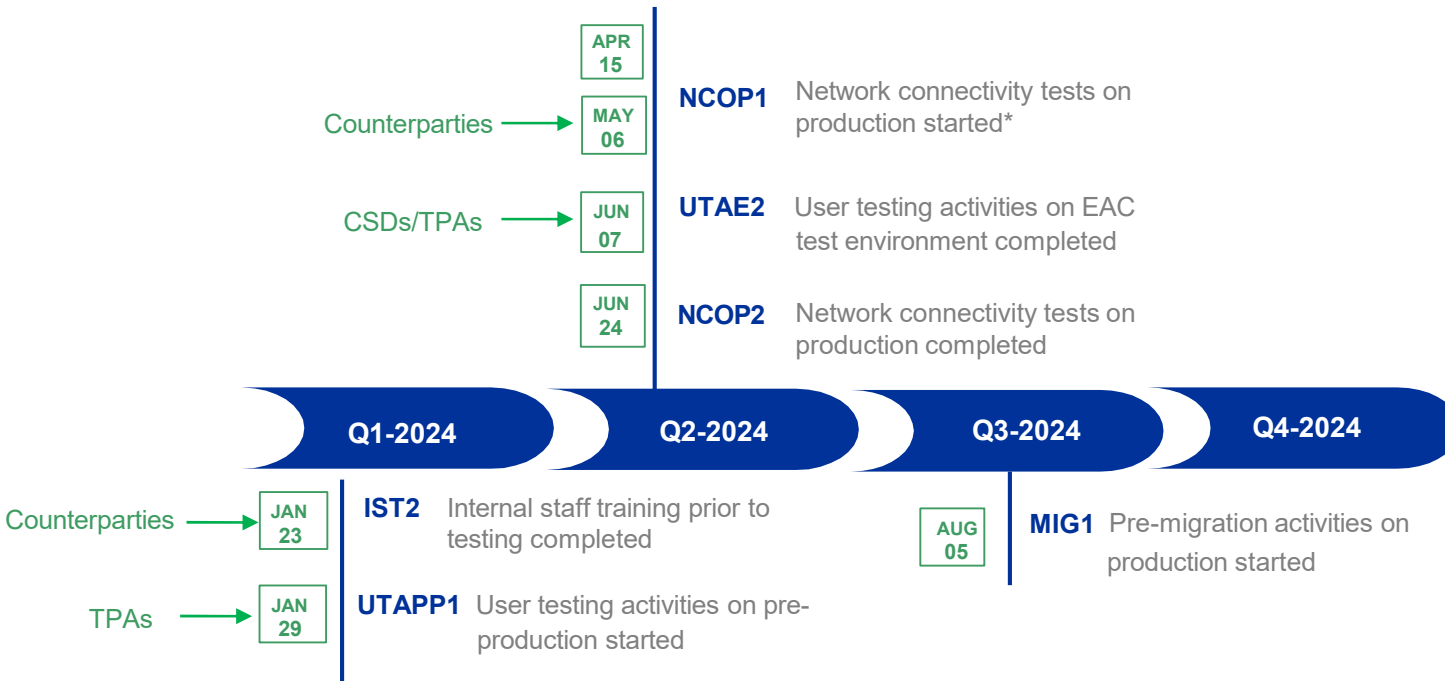 APR
15
NCOP1
Network connectivity tests on
production started*
Counterparties
MAY
06
CSDs/TPAs
JUN
07
UTAE2
User testing activities on EAC
test environment completed
JUN
24
NCOP2
Network connectivity tests on
production completed
Q1-2024
Q2-2024
Q3-2024
Q4-2024
Counterparties
JAN
23
IST2
Internal staff training prior to
testing completed
TPAs
JAN
29
UTAPP1
User testing activities on pre-
production started
AUG
05
MIG1
Pre-migration activities on
production started